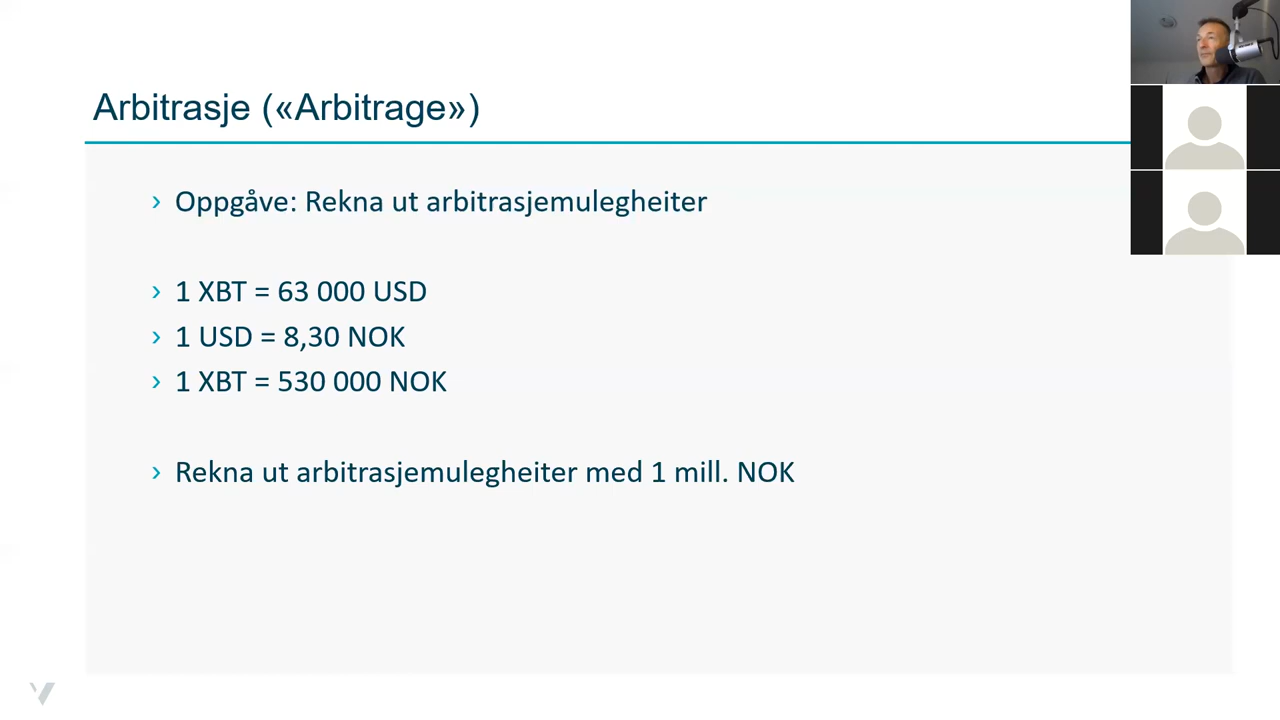 Arbitrasje («Arbitrage»)
› Oppgåve: Rekna ut arbitrasjemulegheiter
› 1 XBT = 63 000 USD
› 1 USD = 8,30 NOK
› 1 XBT = 530 000 NOK
› Rekna ut arbitrasjemulegheiter med 1 mill. NOK